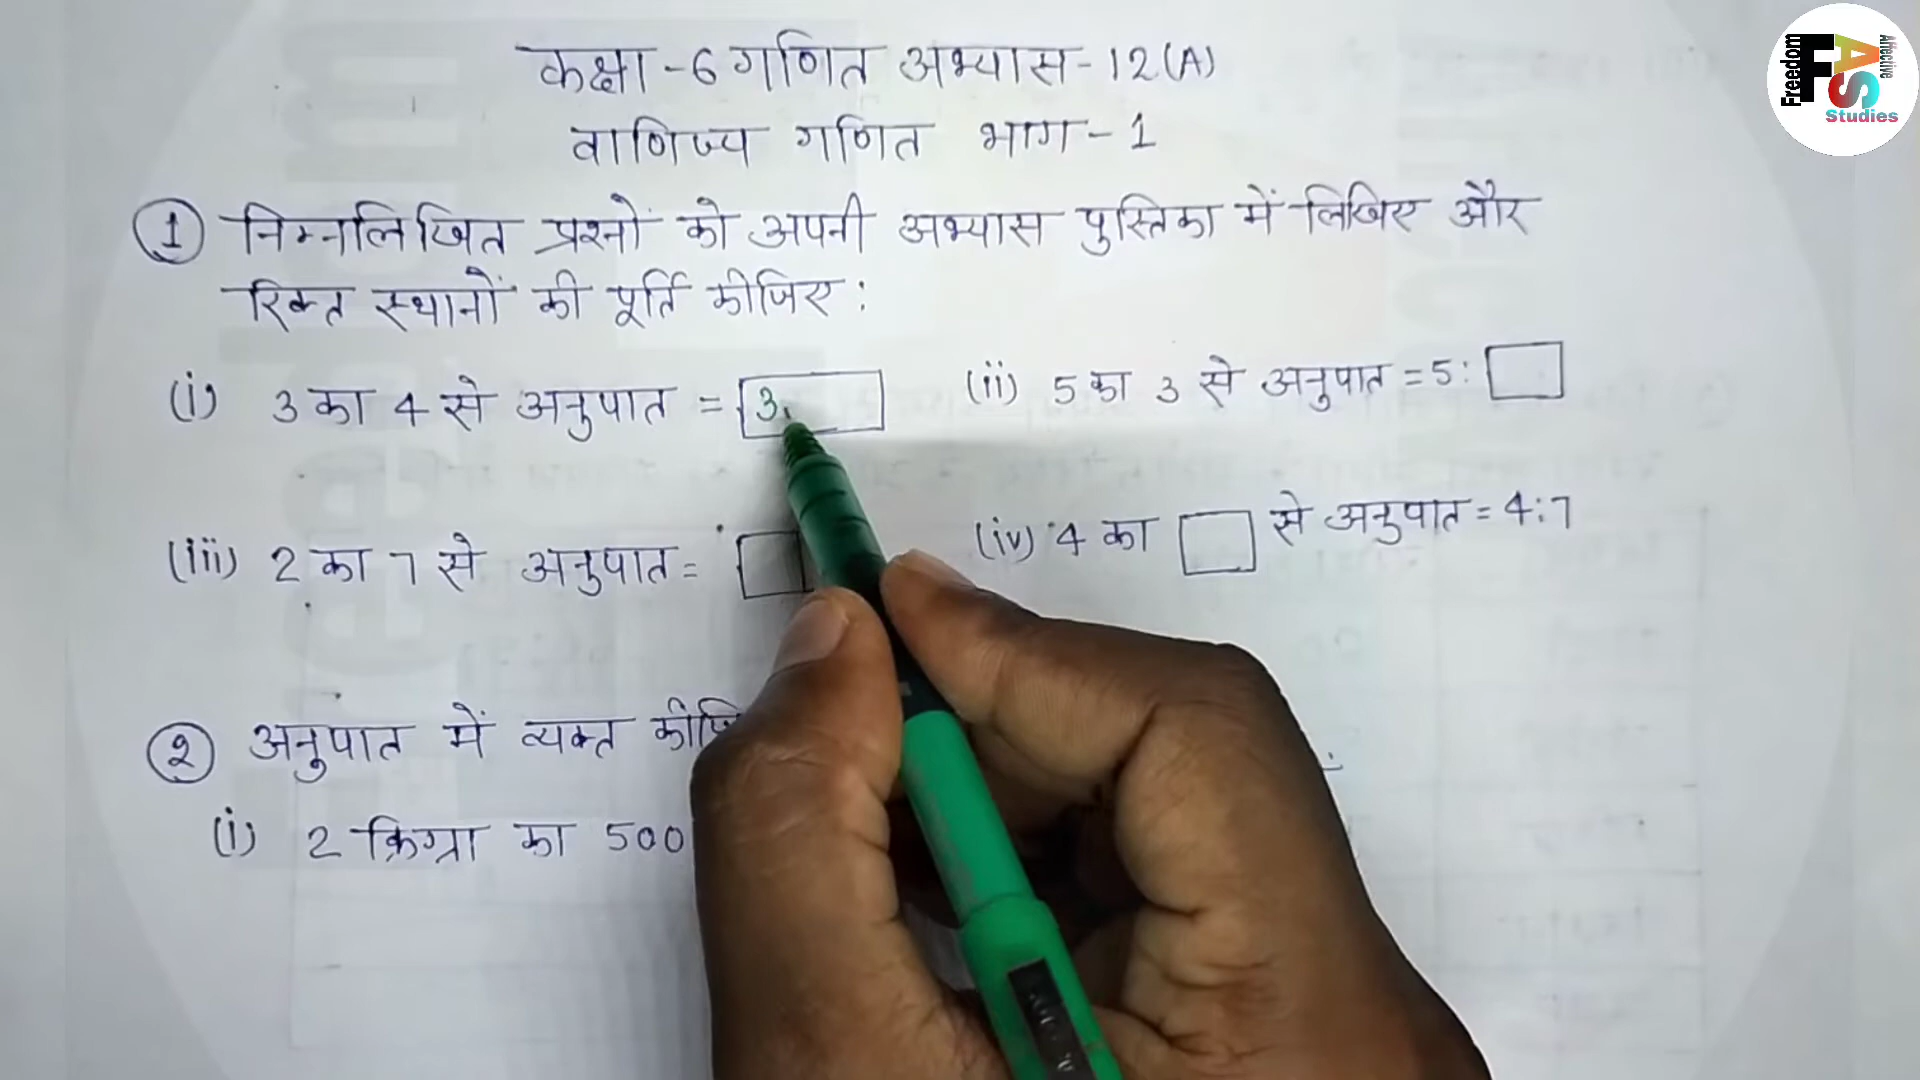 कक्षा-6 गणित अभ्यास-12(A)
वाणिज्य गणित भाग-1
① निम्नलिखित प्रश्नों को अपनी अभ्यास पुस्तिका में लिखिए और
रिक्त स्थानों की पूर्ति कीजिए:
(i) 3 का 4 से अनुपात = 3 (ii) 5 का 3 से अनुपात = 5:
(iii) 2 का 7 से अनुपात = (iv) 4 का से अनुपात = 4:7
② अनुपात में व्यक्त
(i) 2 किग्रा का 500
Freedom FAS Affective Studies